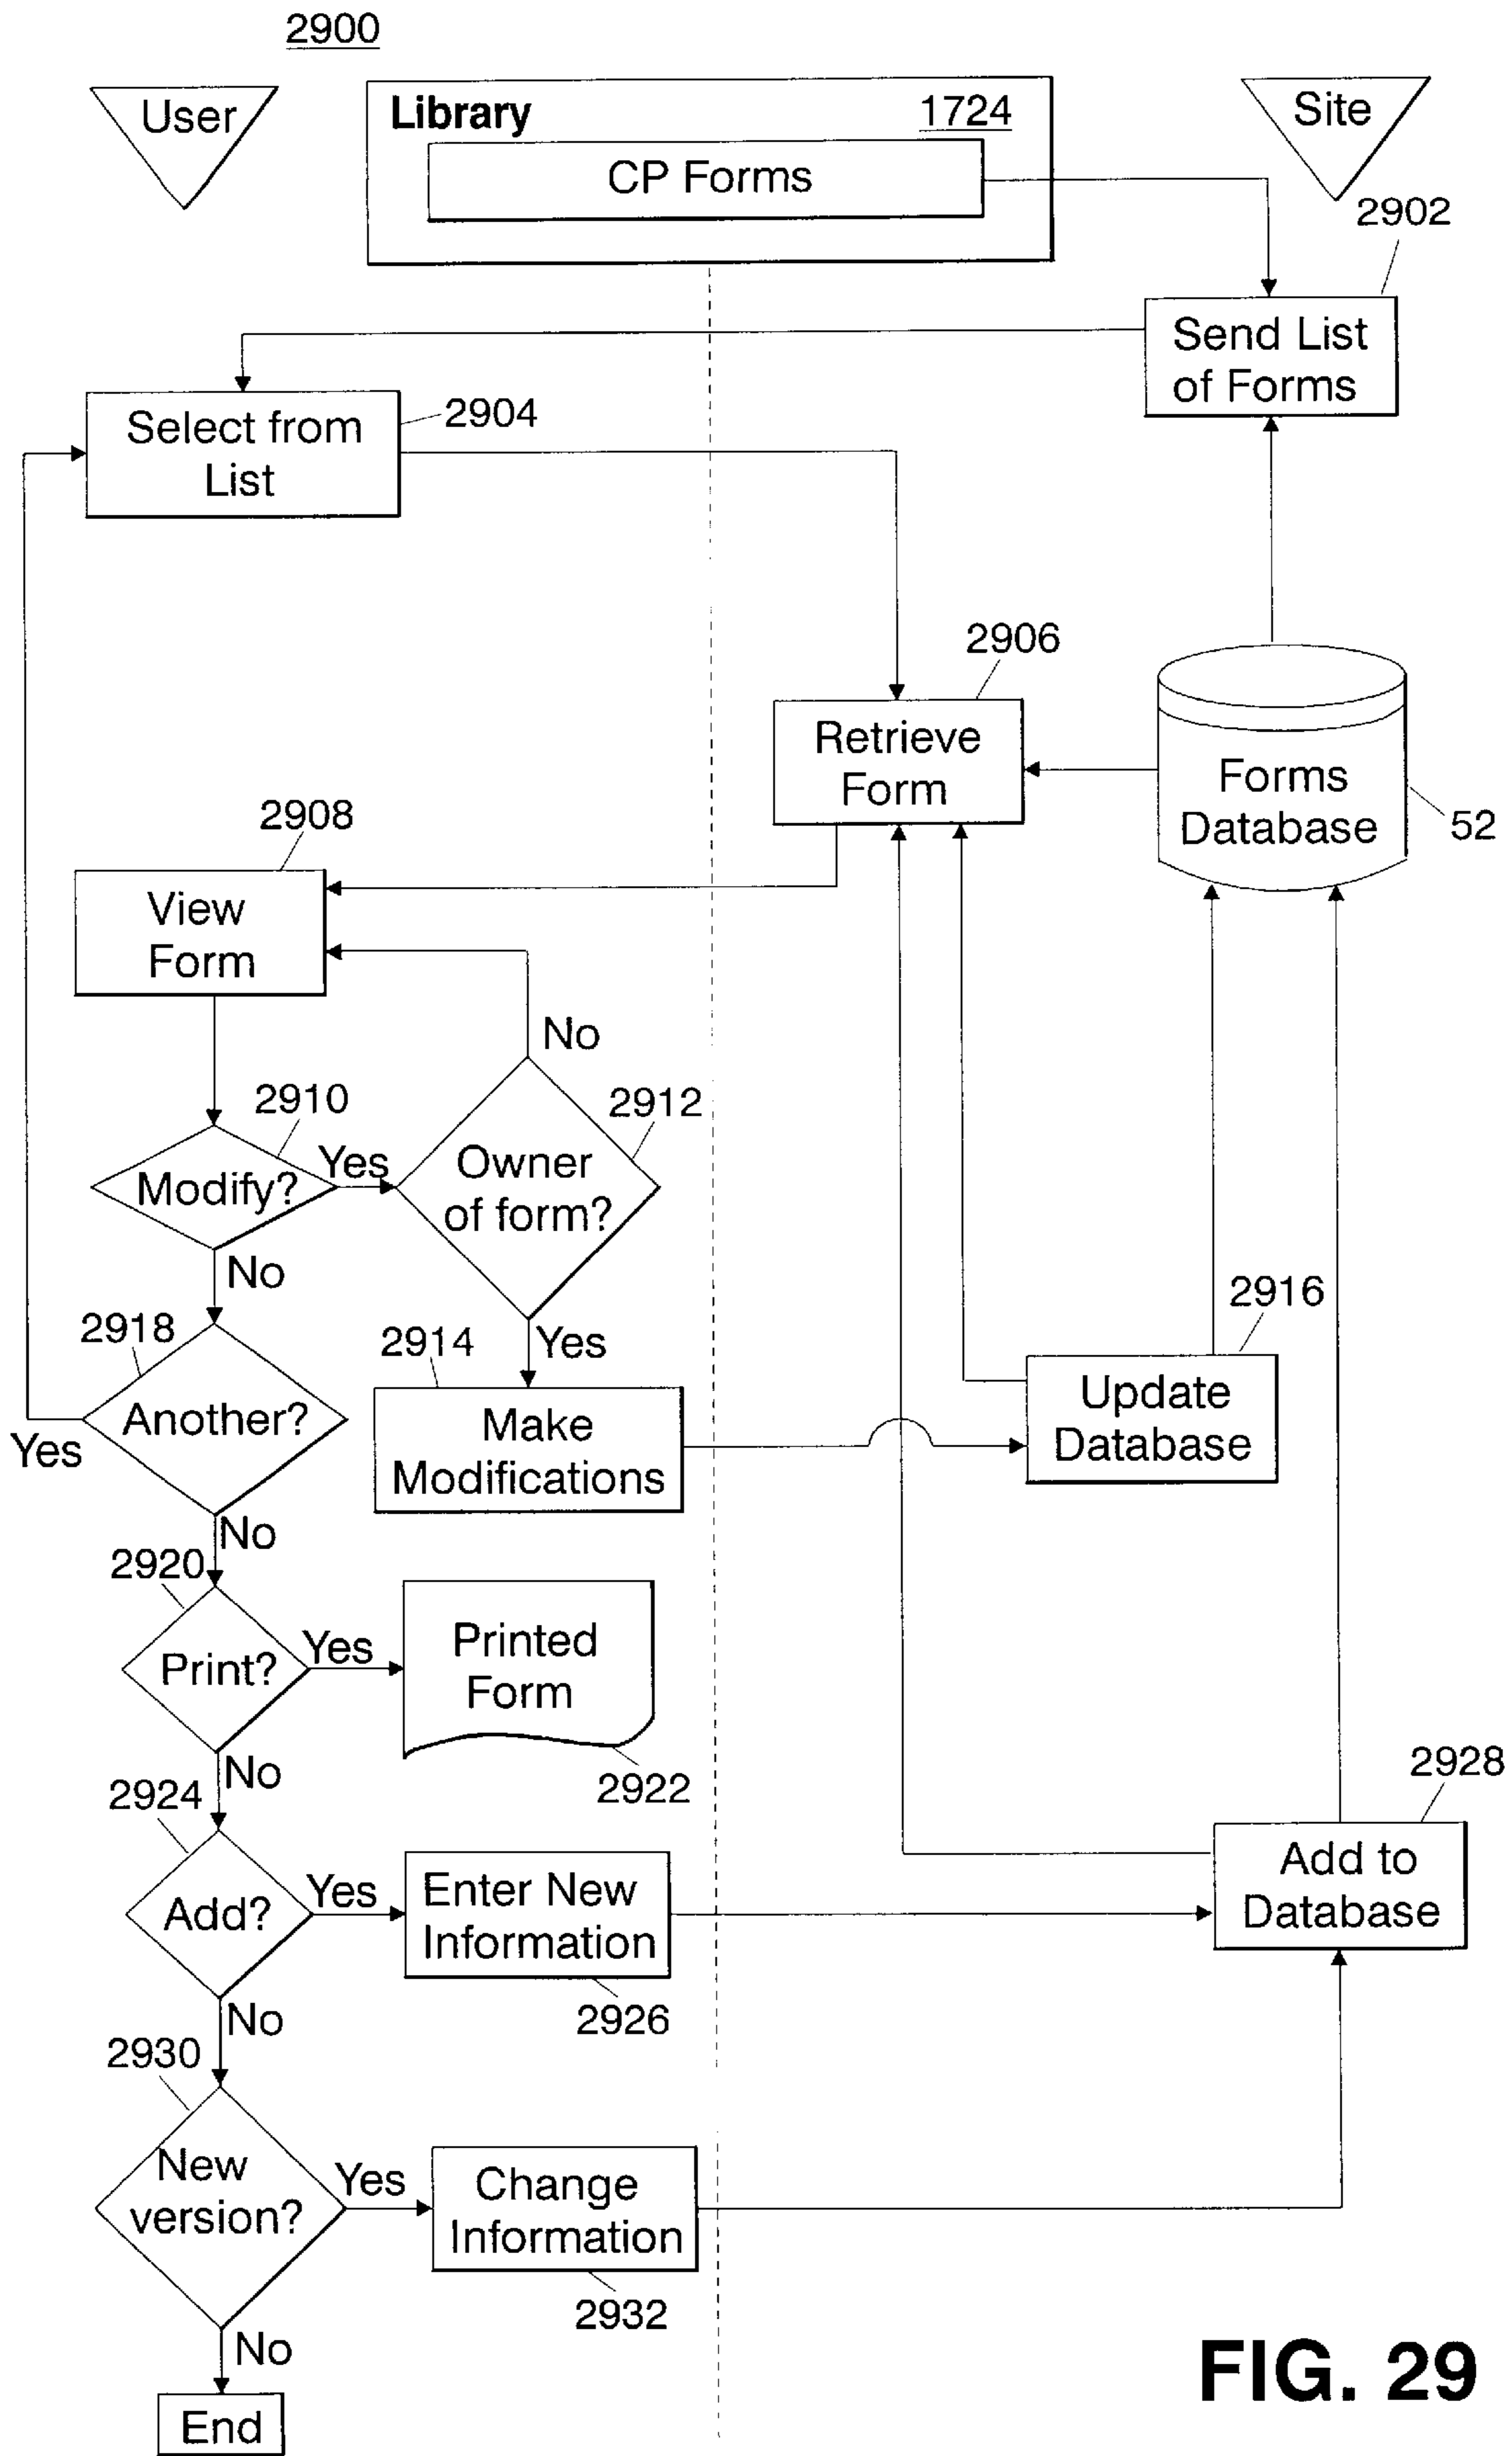 2900
User
Library
1724
CP Forms
Site
2902
Send List
of Forms
2904
Select from
List
2906
Retrieve
Form
Forms
Database
52
2908
View
Form
No
2910
Modify?
Yes
2912
Owner
of form?
No
2918
Another?
Yes
2914
Yes
Make
Modifications
2916
Update
Database
No
2920
Print?
Yes
Printed
Form
2922
No
2924
Add?
Yes
Enter New
Information
2926
2928
Add to
Database
No
2930
New
version?
Yes
Change
Information
2932
No
End
FIG. 29